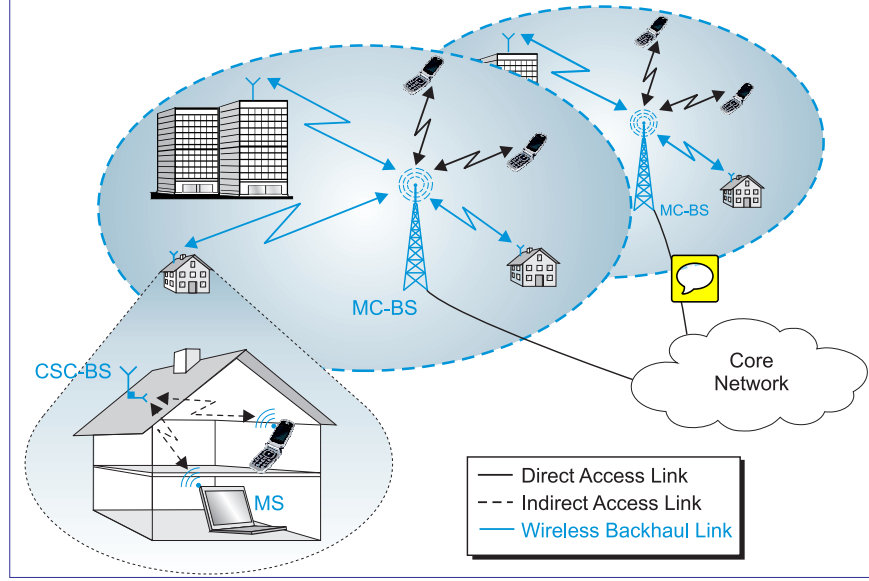 MC-BS
MC-BS
CSC-BS
MS
Core
Network
Direct Access Link
Indirect Access Link
Wireless Backhaul Link